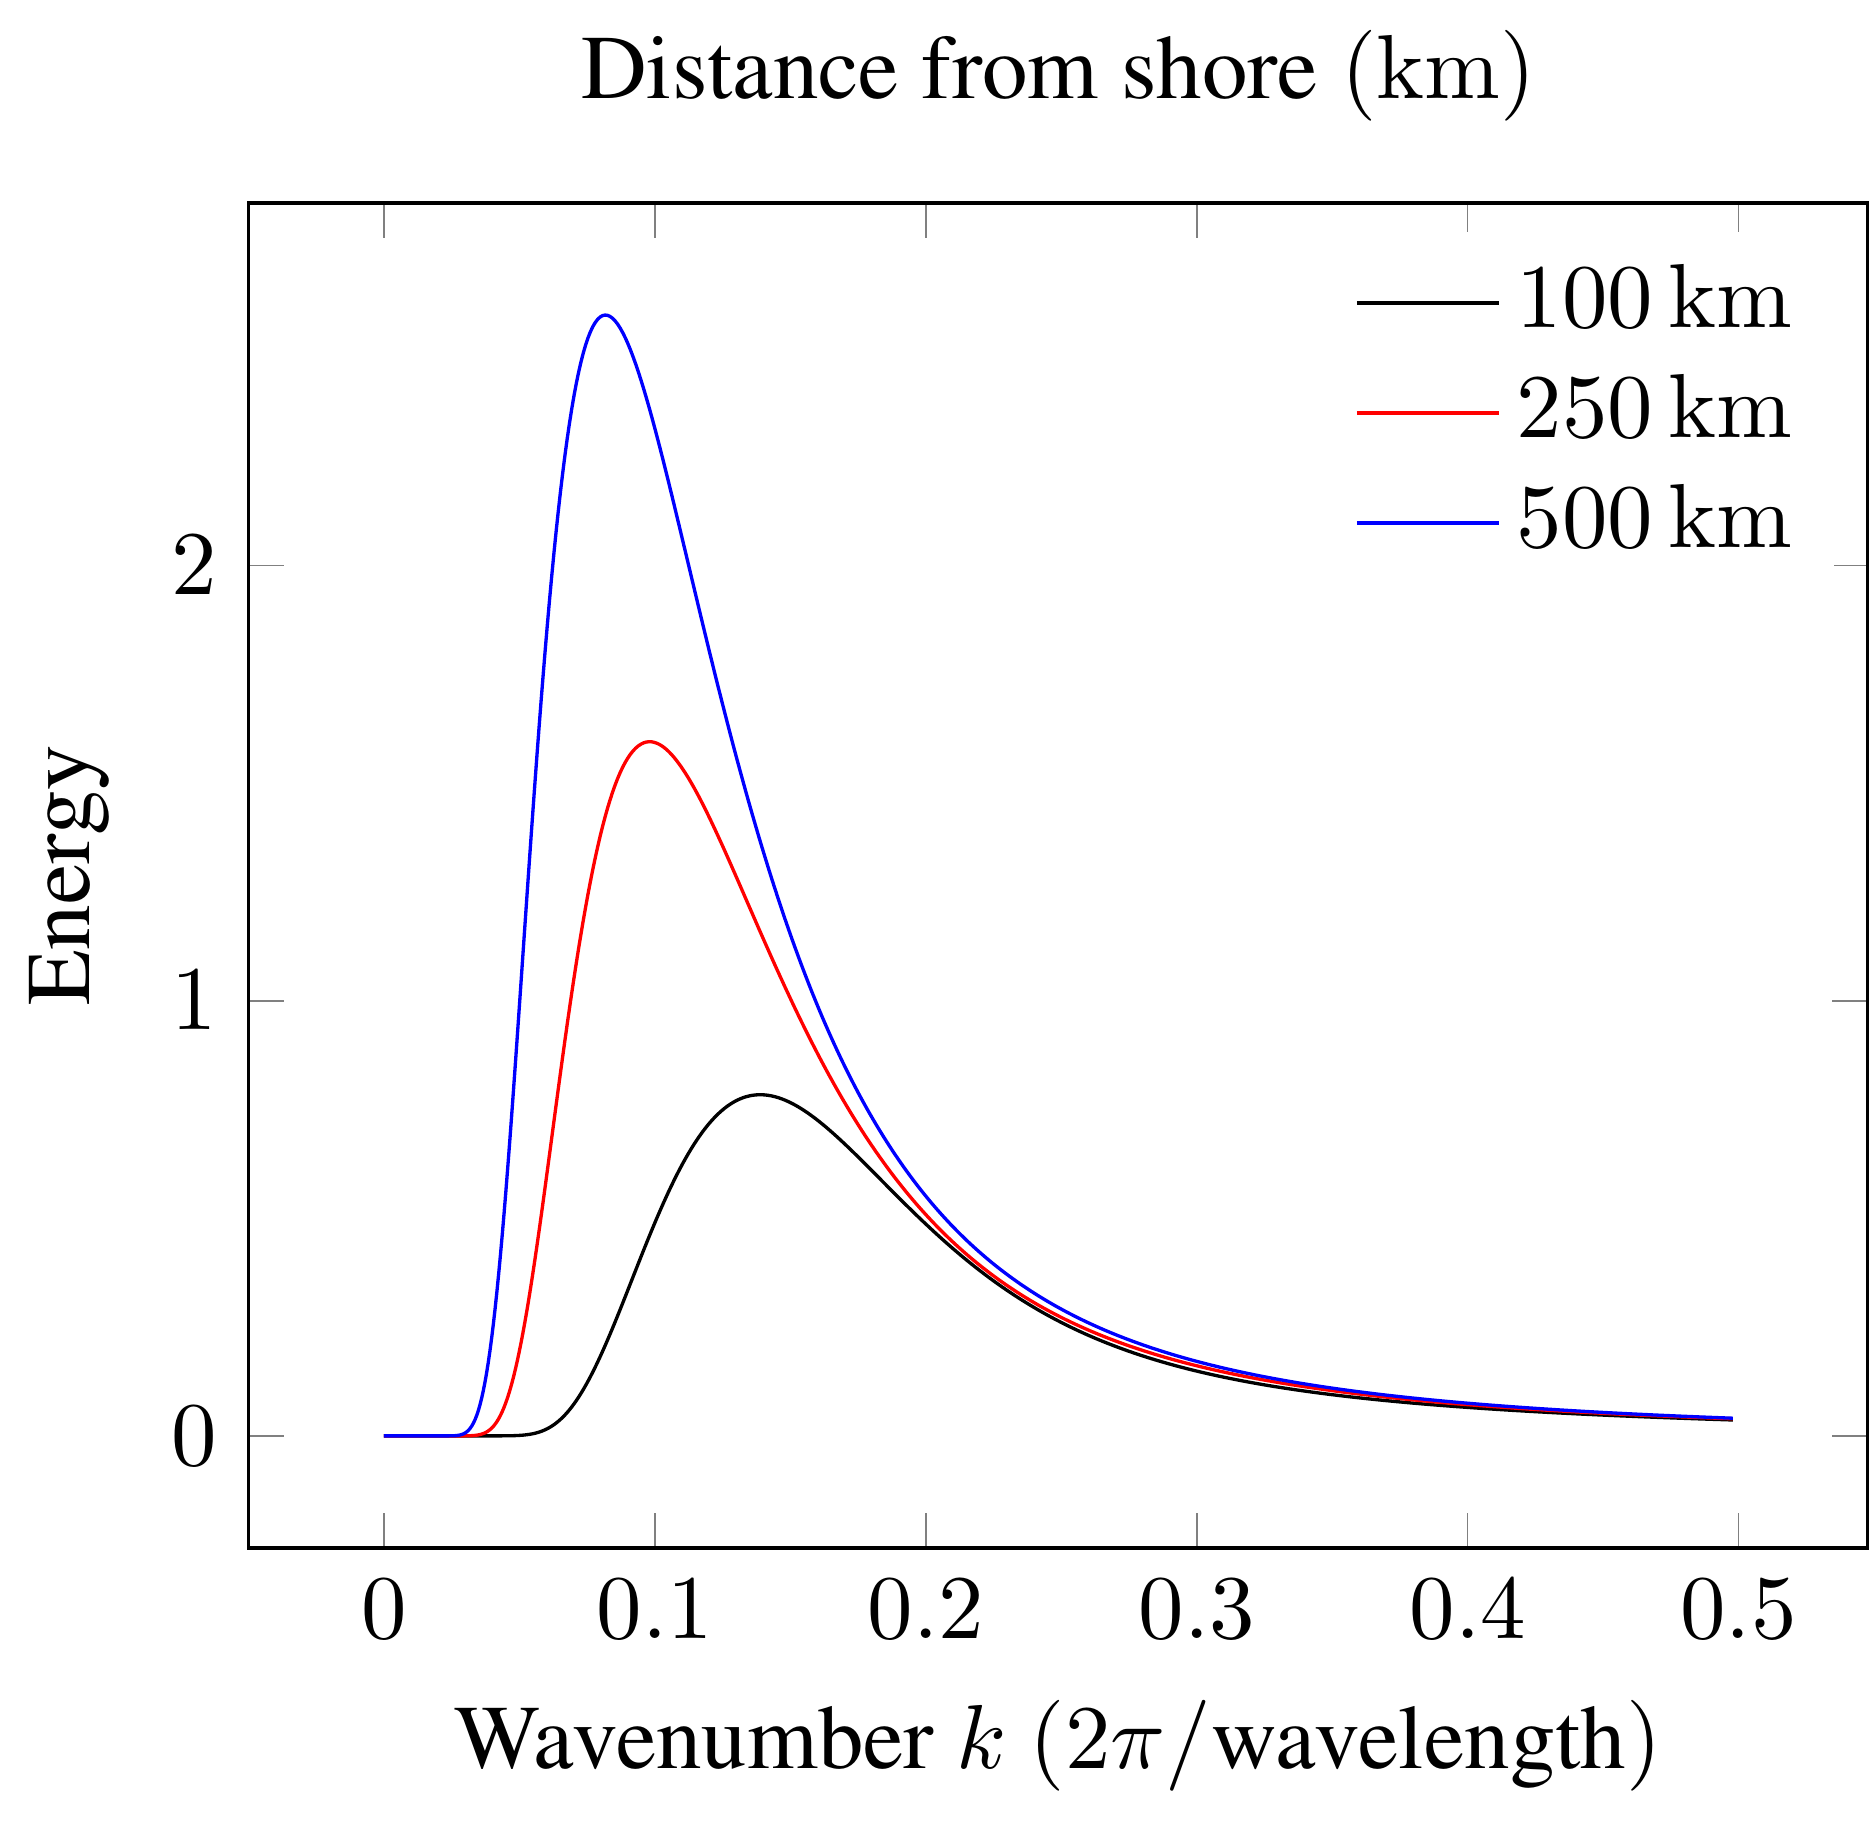 Distance from shore (km)
100 km
250 km
500 km
Energy
2
1
0
0 0.1 0.2 0.3 0.4 0.5
Wavenumber k (2π/wavelength)